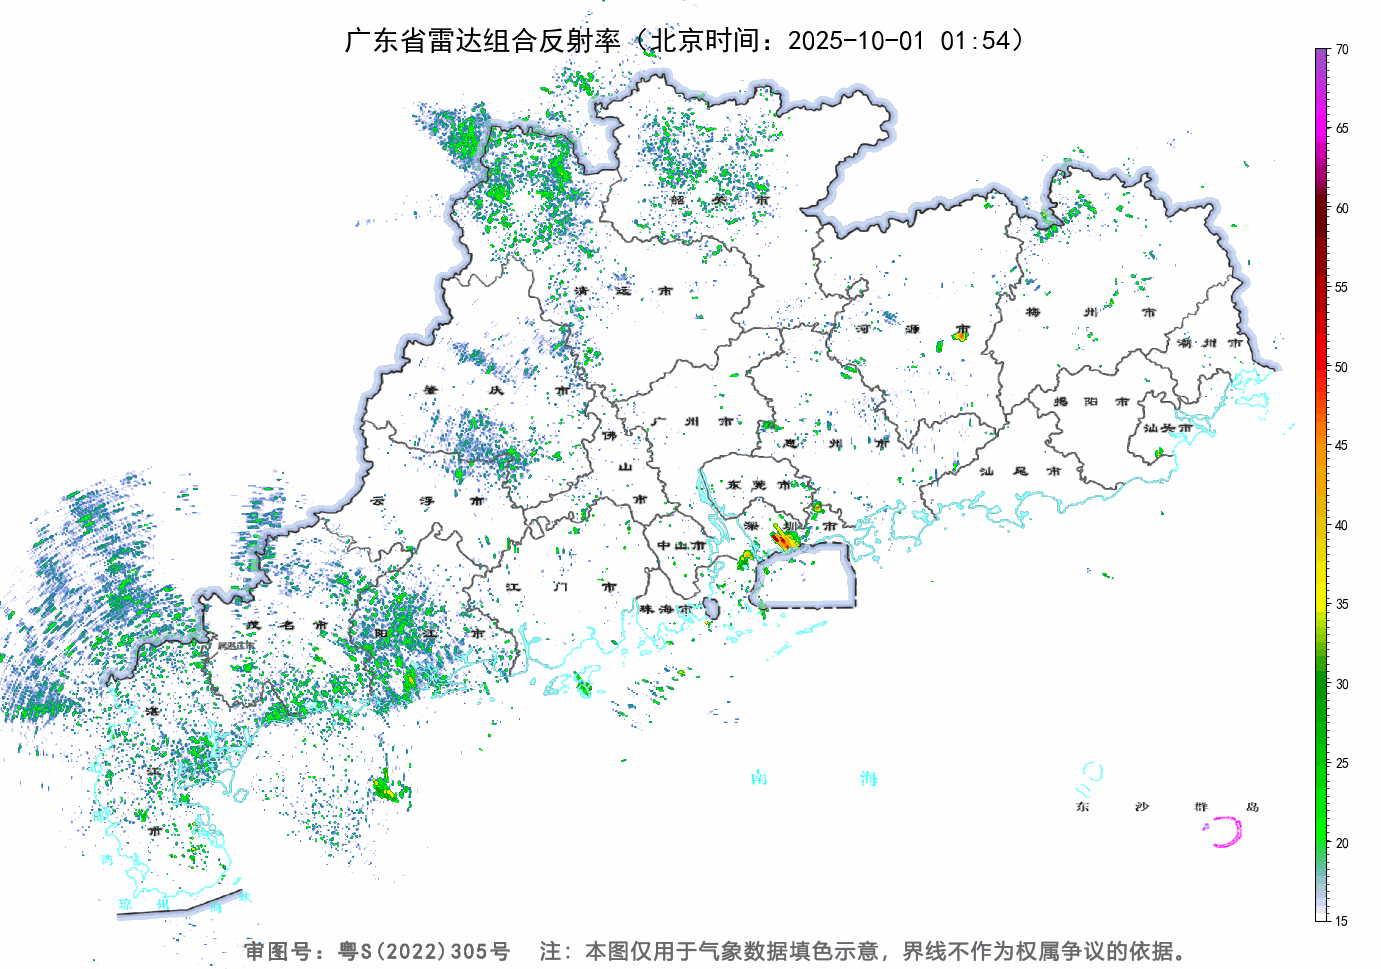 广东省雷达组合反射率（北京时间：2025-10-01 01:54）
70
65
60
55
50
45
40
35
30
25
20
15
韶关市
清远市
河源市
梅州市
潮州市
肇庆市
广州市
佛山市
惠州市
揭阳市
汕头市
汕尾市
云浮市
东莞市
深圳市
中山市
江门市
珠海市
茂名市
阳江市
湛江市
南海
东沙群岛
湾
琼州海峡
审图号：粤S(2022)305号 注：本图仅用于气象数据填色示意，界线不作为权属争议的依据。